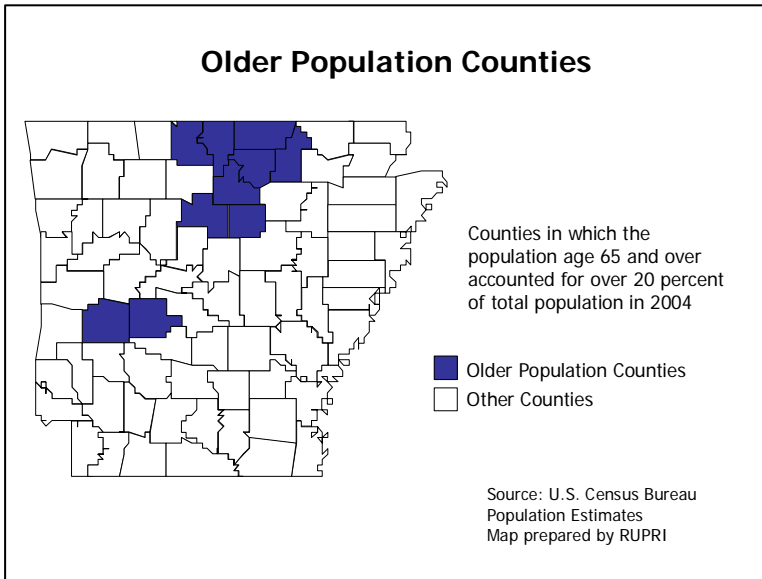 Older Population Counties
Counties in which the
population age 65 and over
accounted for over 20 percent
of total population in 2004
Older Population Counties
Other Counties
Source: U.S. Census Bureau
Population Estimates
Map prepared by RUPRI